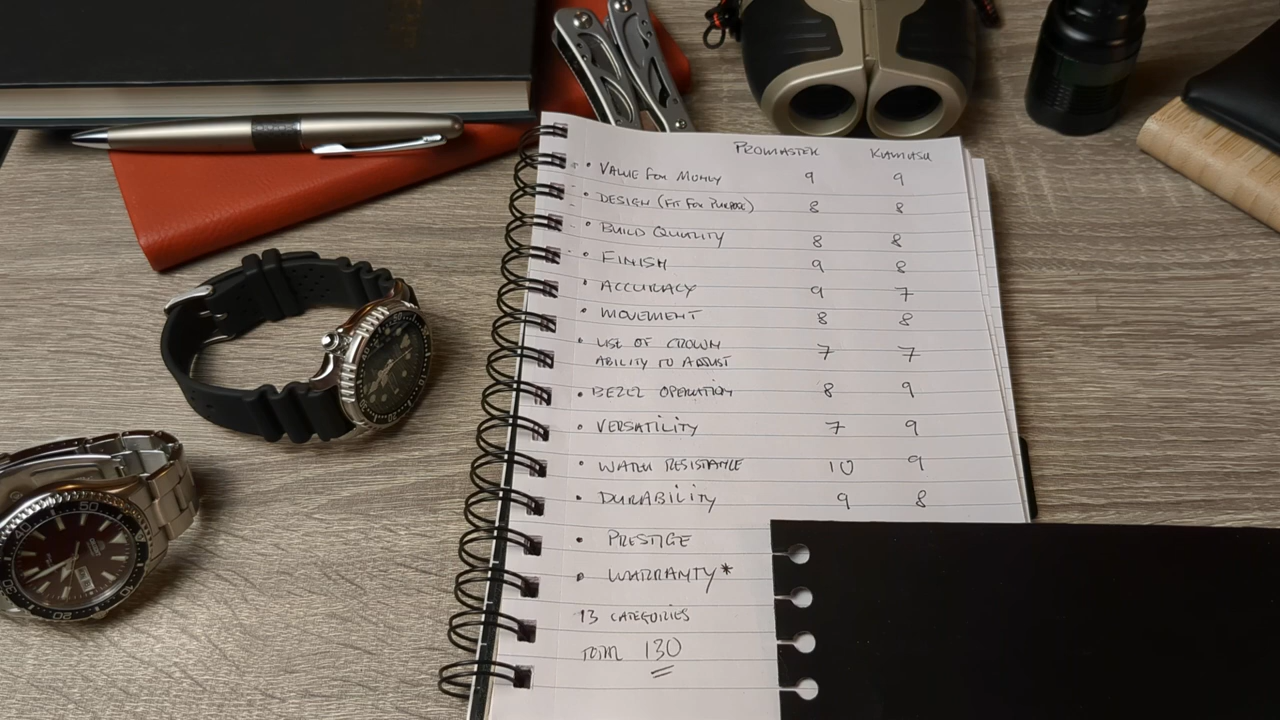 PROMASTER KAMASU
• VALUE FOR MONEY 9 9
• DESIGN (FIT FOR PURPOSE) 8 8
• BUILD QUALITY 8 8
• FINISH 9 8
• ACCURACY 9 7
• MOVEMENT 8 8
• USE OF CROWN
ABILITY TO ADJUST 7 7
• BEZEL OPERATION 8 9
• VERSATILITY 7 9
• WATER RESISTANCE 10 9
• DURABILITY 9 8
• PRESTIGE
• WARRANTY*
13 CATEGORIES
TOTAL 130